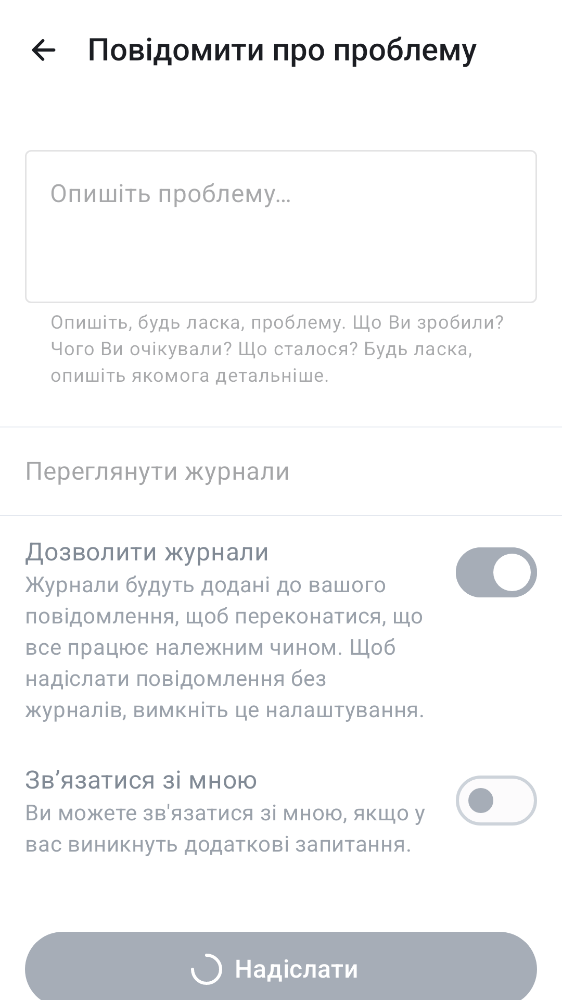 Повідомити про проблему
Опишіть проблему…
Опишіть, будь ласка, проблему. Що Ви зробили?
Чого Ви очікували? Що сталося? Будь ласка,
опишіть якомога детальніше.
Переглянути журнали
Дозволити журнали
Журнали будуть додані до вашого
повідомлення, щоб переконатися, що
все працює належним чином. Щоб
надіслати повідомлення без
журналів, вимкніть це налаштування.
Зв’язатися зі мною
Ви можете зв'язатися зі мною, якщо у
вас виникнуть додаткові запитання.
Надіслати